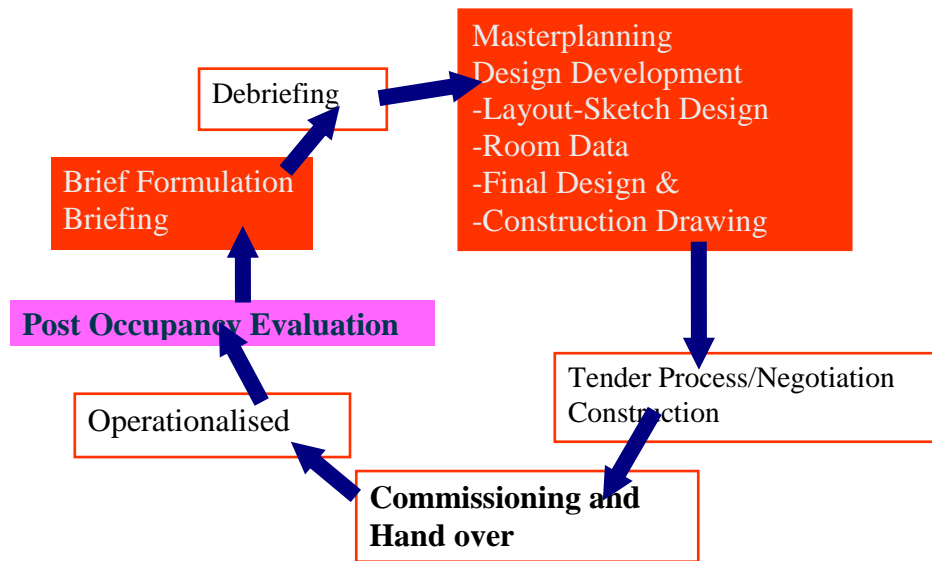 Masterplanning
Design Development
-Layout-Sketch Design
-Room Data
-Final Design &
-Construction Drawing
Debriefing
Brief Formulation
Briefing
Post Occupancy Evaluation
Tender Process/Negotiation
Construction
Operationalised
Commissioning and
Hand over